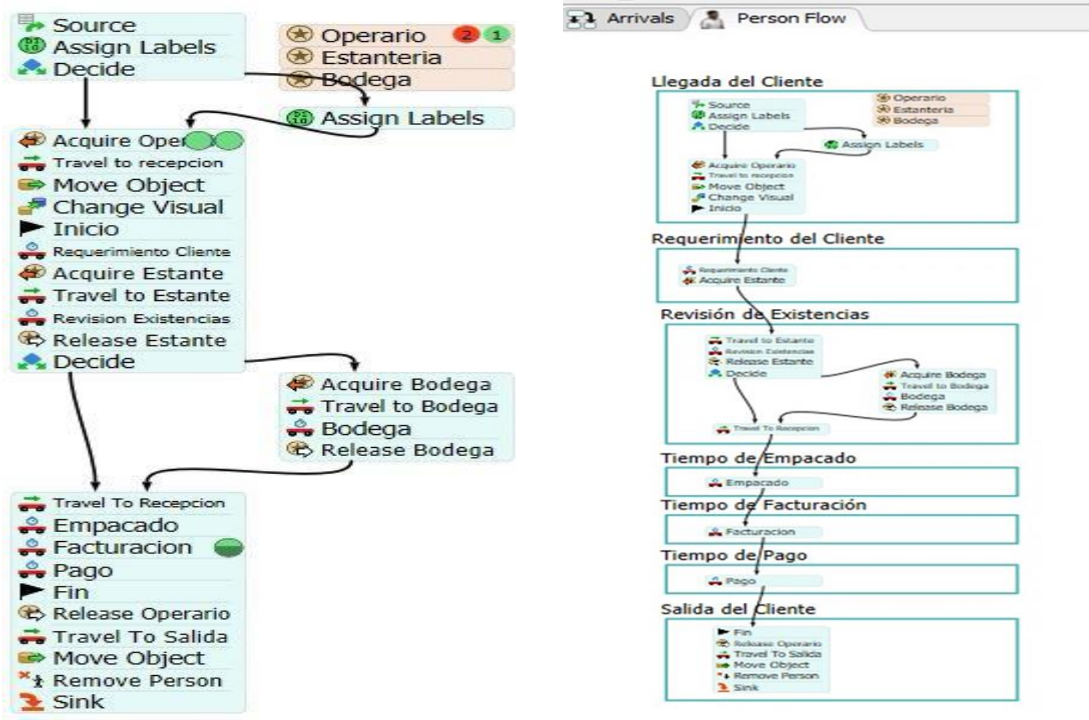 Source
Assign Labels
Decide
Operario 2 1
Estanteria
Bodega
Assign Labels
Acquire
Travel to recepcion
Move Object
Change Visual
Inicio
Requerimiento Cliente
Acquire Estante
Travel to Estante
Revision Existencias
Release Estante
Decide
Acquire Bodega
Travel to Bodega
Bodega
Release Bodega
Travel To Recepcion
Empacado
Facturacion
Pago
Fin
Release Operario
Travel To Salida
Move Object
Remove Person
Sink
Arrivals Person Flow
Llegada del Cliente
Source
Assign Labels
Decide
Operario
Estanteria
Bodega
Assign Labels
Acquire Operario
Travel to recepcion
Move Object
Change Visual
Inicio
Requerimiento del Cliente
Requerimiento Cliente
Acquire Estante
Revisión de Existencias
Travel to Estante
Revision Existencias
Release Estante
Decide
Acquire Bodega
Travel to Bodega
Bodega
Release Bodega
Travel To Recepcion
Tiempo de Empacado
Empacado
Tiempo de Facturación
Facturacion
Tiempo de Pago
Pago
Salida del Cliente
Fin
Release Operario
Travel To Salida
Move Object
Remove Person
Sink